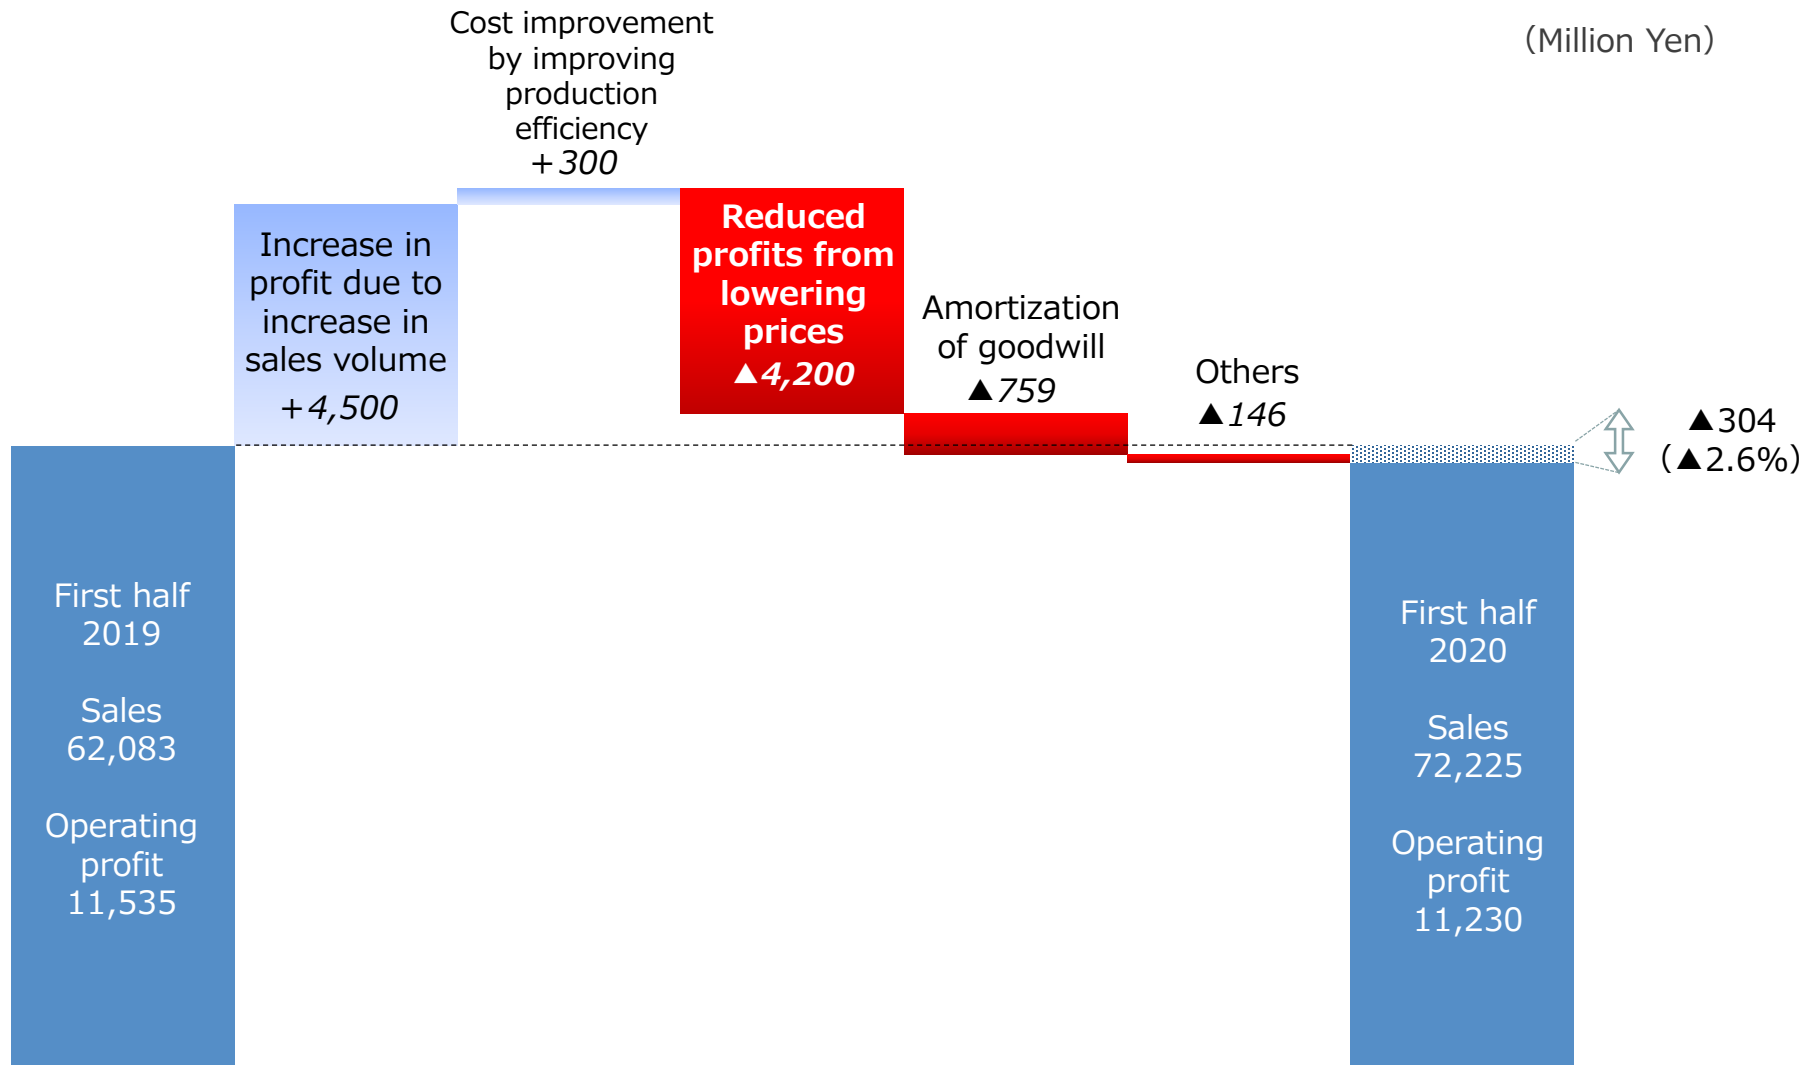 (Million Yen)
Cost improvement
by improving
production
efficiency
+300
Increase in
profit due to
increase in
sales volume
+4,500
Reduced
profits from
lowering
prices
▲4,200
Amortization
of goodwill
▲759
Others
▲146
▲304
(▲2.6%)
First half
2019
Sales
62,083
Operating
profit
11,535
First half
2020
Sales
72,225
Operating
profit
11,230